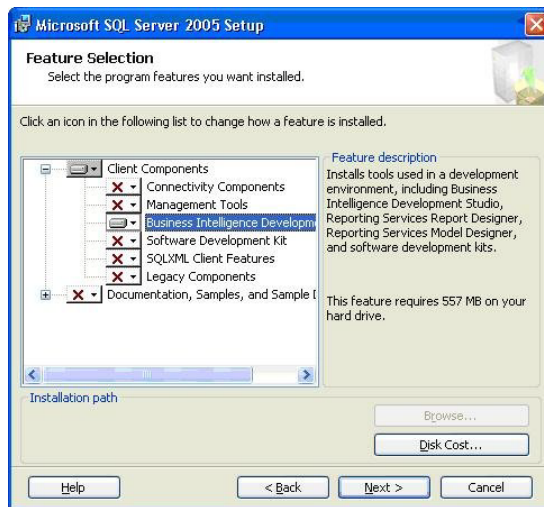 Microsoft SQL Server 2005 Setup
Feature Selection
Select the program features you want installed.
Click an icon in the following list to change how a feature is installed.
Client Components
Connectivity Components
Management Tools
Business Intelligence Developm
Software Development Kit
SQLXML Client Features
Legacy Components
Documentation, Samples, and Sample
Feature description
Installs tools used in a development
environment, including Business
Intelligence Development Studio,
Reporting Services Report Designer,
Reporting Services Model Designer,
and software development kits.
This feature requires 557 MB on your
hard drive.
Installation path
Browse...
Disk Cost...
Help
< Back
Next >
Cancel